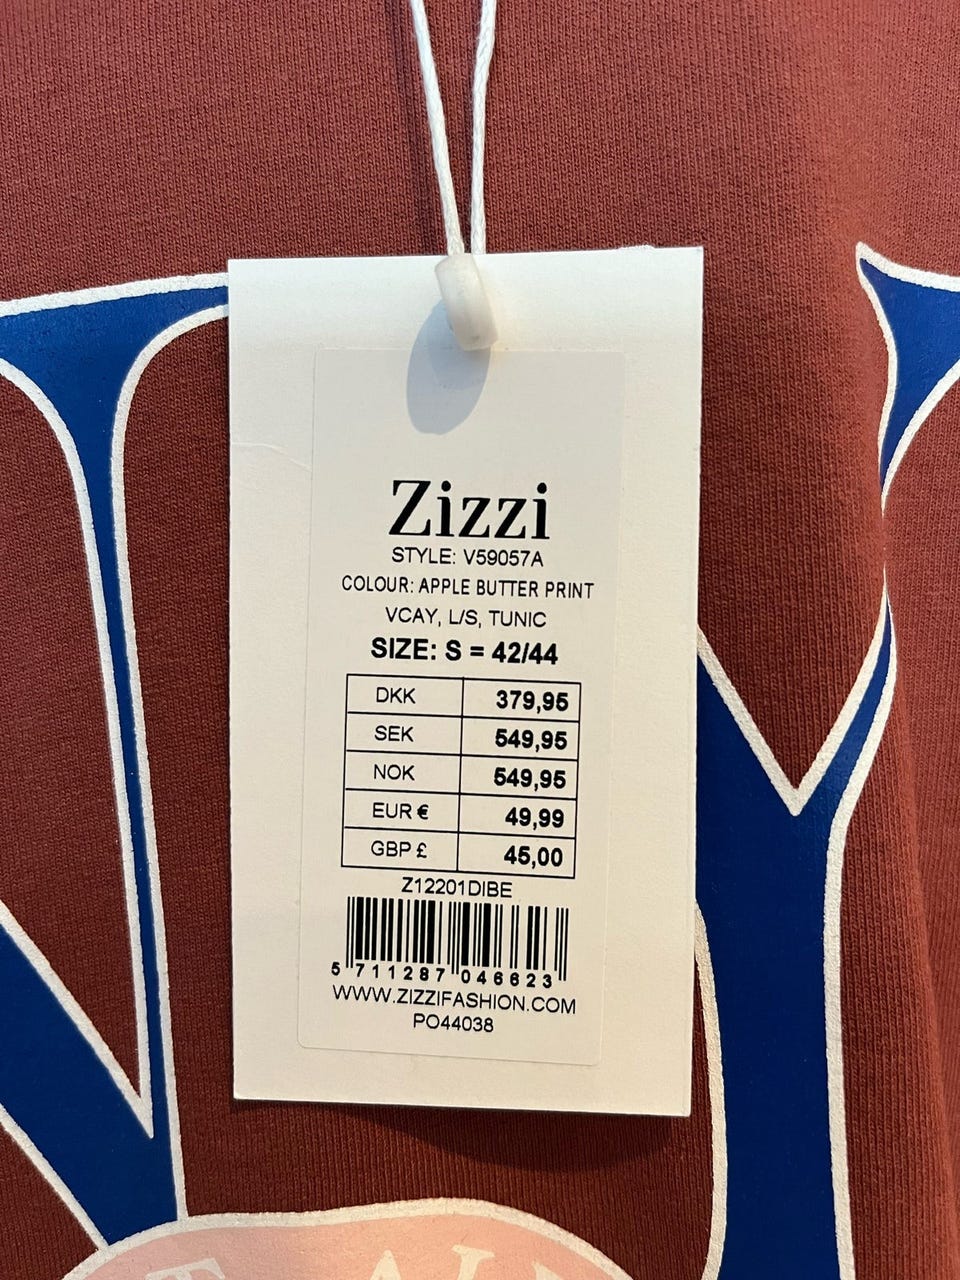 Zizzi
STYLE: V59057A
COLOUR: APPLE BUTTER PRINT
VCAY, L/S, TUNIC
SIZE: S = 42/44
DKK 379,95
SEK 549,95
NOK 549,95
EUR € 49,99
GBP £ 45,00
Z12201DIBE
5 711287 046623
WWW.ZIZZIFASHION.COM
PO44038
N Y